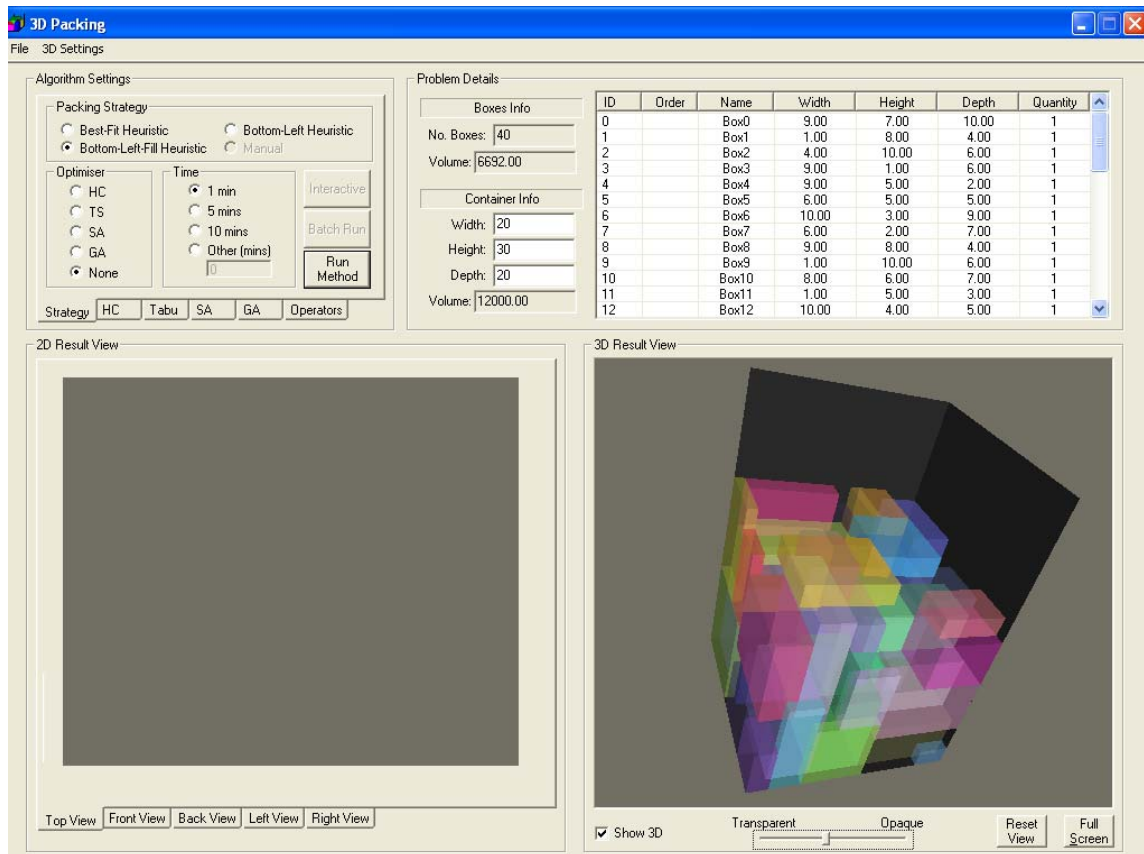 3D Packing
File 3D Settings
Algorithm Settings
Packing Strategy
Best-Fit Heuristic Bottom-Left Heuristic
Bottom-Left-Fill Heuristic Manual
Optimiser
HC
TS
SA
GA
None
Time
1 min
5 mins
10 mins
Other (mins)
0
Interactive
Batch Run
Run
Method
Strategy HC Tabu SA GA Operators
Problem Details
Boxes Info
No. Boxes: 40
Volume: 6692.00
Container Info
Width: 20
Height: 30
Depth: 20
Volume: 12000.00
ID Order Name Width Height Depth Quantity
0 Box0 9.00 7.00 10.00 1
1 Box1 1.00 8.00 4.00 1
2 Box2 4.00 10.00 6.00 1
3 Box3 9.00 1.00 6.00 1
4 Box4 9.00 5.00 2.00 1
5 Box5 6.00 5.00 5.00 1
6 Box6 10.00 3.00 9.00 1
7 Box7 6.00 2.00 7.00 1
8 Box8 9.00 8.00 4.00 1
9 Box9 1.00 10.00 6.00 1
10 Box10 8.00 6.00 7.00 1
11 Box11 1.00 5.00 3.00 1
12 Box12 10.00 4.00 5.00 1
2D Result View
Top View Front View Back View Left View Right View
3D Result View
Show 3D
Transparent Opaque
Reset
View
Full
Screen